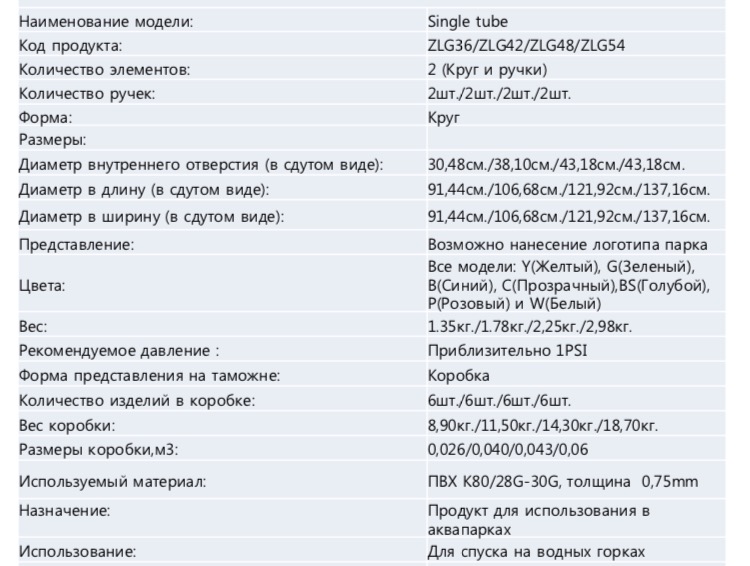 Наименование модели: Single tube
Код продукта: ZLG36/ZLG42/ZLG48/ZLG54
Количество элементов: 2 (Круг и ручки)
Количество ручек: 2шт./2шт./2шт./2шт.
Форма: Круг
Размеры:
Диаметр внутреннего отверстия (в сдутом виде): 30,48см./38,10см./43,18см./43,18см.
Диаметр в длину (в сдутом виде): 91,44см./106,68см./121,92см./137,16см.
Диаметр в ширину (в сдутом виде): 91,44см./106,68см./121,92см./137,16см.
Представление: Возможно нанесение логотипа парка
Цвета: Все модели: Y(Желтый), G(Зеленый),
B(Синий), C(Прозрачный),BS(Голубой),
P(Розовый) и W(Белый)
Вес: 1.35кг./1.78кг./2,25кг./2,98кг.
Рекомендуемое давление : Приблизительно 1PSI
Форма представления на таможне: Коробка
Количество изделий в коробке: 6шт./6шт./6шт./6шт.
Вес коробки: 8,90кг./11,50кг./14,30кг./18,70кг.
Размеры коробки,м3: 0,026/0,040/0,043/0,06
Используемый материал: ПВХ K80/28G-30G, толщина 0,75mm
Назначение: Продукт для использования в
аквапарках
Использование: Для спуска на водных горках